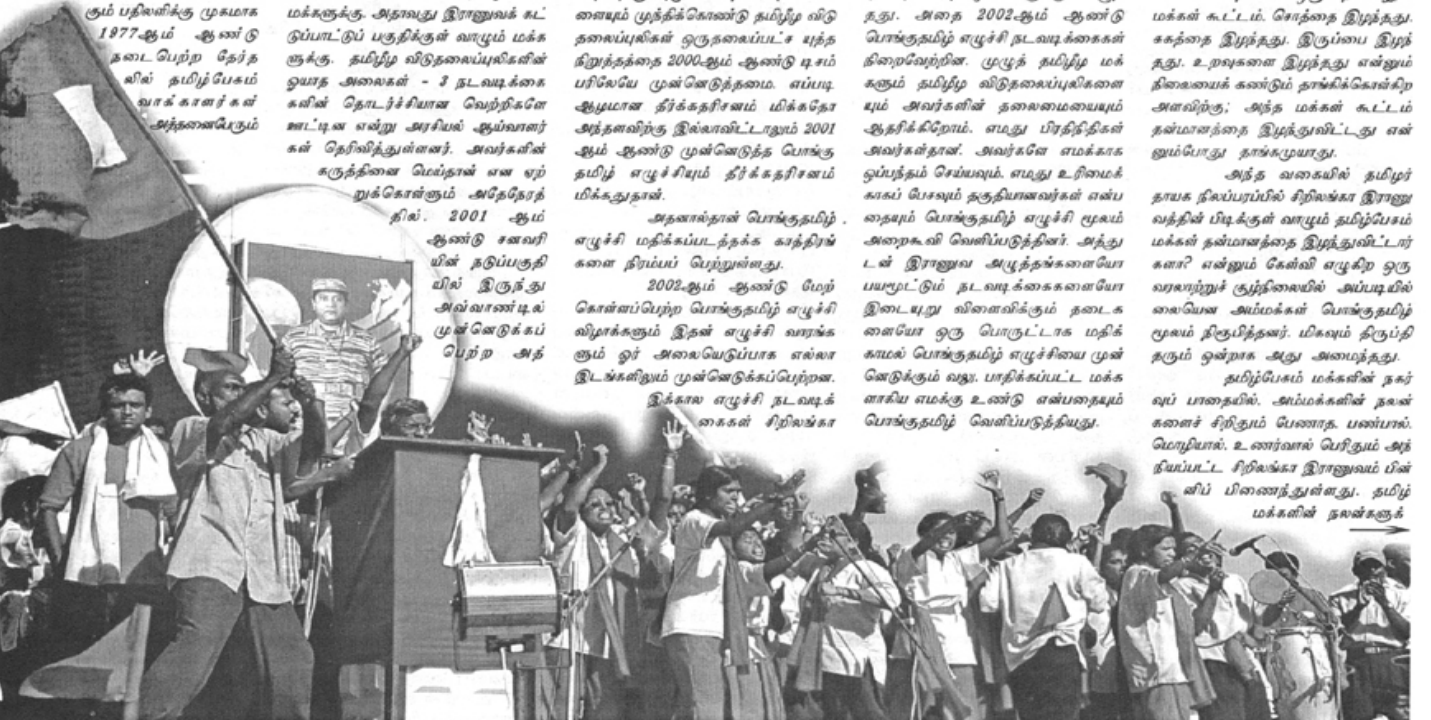 கும் பதிலளிக்கு முகமாக
1977ஆம் ஆண்டு
நடைபெற்ற தேர்த
லில் தமிழ்பேசும்
வாக்காளர்கள்
அத்தனைபேரும்
மக்களுக்கு. அதாவது இராணுவக் கட்
டுப்பாட்டுப் பகுதிக்குள் வாழும் மக்க
ளுக்கு. தமிழீழ விடுதலைப்புலிகளின்
ஓயாத அலைகள் - 3 நடவடிக்கை
களின் தொடர்ச்சியான வெற்றிகளே
ஊட்டின என்று அரசியல் ஆய்வாளர்
கள் தெரிவித்துள்ளனர். அவர்களின்
கருத்தினை மெய்தான் என ஏற்
றுக்கொள்ளும் அதேநேரத்
தில். 2001 ஆம்
ஆண்டு சனவரி
யின் நடுப்பகுதி
யில் இருந்து
அவ்வாண்டில்
முன்னெடுக்கப்
பெற்ற அத்
ளையும் முந்திக்கொண்டு தமிழீழ விடு
தலைப்புலிகள் ஒருதலைப்பட்ச யுத்த
நிறுத்தத்தை 2000ஆம் ஆண்டு டிசம்
பரிலேயே முன்னெடுத்தமை. எப்படி
ஆழமான தீர்க்கதரிசனம் மிக்கதோ
அந்தளவிற்கு இல்லாவிட்டாலும் 2001
ஆம் ஆண்டு முன்னெடுத்த பொங்கு
தமிழ் எழுச்சியும் தீர்க்கதரிசனம்
மிக்கதுதான்.
அதனால்தான் பொங்குதமிழ்
எழுச்சி மதிக்கப்படத்தக்க காத்திரங்
களை நிரம்பப் பெற்றுள்ளது.
2002ஆம் ஆண்டு மேற்
கொள்ளப்பெற்ற பொங்குதமிழ் எழுச்சி
விழாக்களும் இதன் எழுச்சி வாரங்க
ளும் ஓர் அலையெடுப்பாக எல்லா
இடங்களிலும் முன்னெடுக்கப்பெற்றன.
இக்கால எழுச்சி நடவடிக்
கைகள் சிறிலங்கா
தது. அதை 2002ஆம் ஆண்டு
பொங்குதமிழ் எழுச்சி நடவடிக்கைகள்
நிறைவேற்றின. முழுத் தமிழீழ மக்
களும் தமிழீழ விடுதலைப்புலிகளை
யும் அவர்களின் தலைமையையும்
ஆதரிக்கிறோம். எமது பிரதிநிதிகள்
அவர்கள்தான். அவர்களே எமக்காக
ஒப்பந்தம் செய்யவும். எமது உரிமைக்
காகப் பேசவும் தகுதியானவர்கள் என்ப
தையும் பொங்குதமிழ் எழுச்சி மூலம்
அறைகூவி வெளிப்படுத்தினர். அத்து
டன் இராணுவ அழுத்தங்களையோ
பயமூட்டும் நடவடிக்கைகளையோ
இடையூறு விளைவிக்கும் தடைக
ளையோ ஒரு பொருட்டாக மதிக்
காமல் பொங்குதமிழ் எழுச்சியை முன்
னெடுக்கும் வலு. பாதிக்கப்பட்ட மக்க
ளாகிய எமக்கு உண்டு என்பதையும்
பொங்குதமிழ் வெளிப்படுத்தியது.
மக்கள் கூட்டம். சொத்தை இழந்தது.
சுகத்தை இழந்தது. இருப்பை இழந்
தது. உறவுகளை இழந்தது என்னும்
நிலையைக் கண்டும் தாங்கிக்கொள்கிற
அளவிற்கு; அந்த மக்கள் கூட்டம்
தன்மானத்தை இழந்துவிட்டது என்
னும்போது தாங்கமுடியாது.
அந்த வகையில் தமிழர்
தாயக நிலப்பரப்பில் சிறிலங்கா இராணு
வத்தின் பிடிக்குள் வாழும் தமிழ்பேசும்
மக்கள் தன்மானத்தை இழந்துவிட்டார்
களா? என்னும் கேள்வி எழுகிற ஒரு
வரலாற்றுச் சூழ்நிலையில் அப்படியில்
லையென அம்மக்கள் பொங்குதமிழ்
மூலம் நிரூபித்தனர். மிகவும் திருப்தி
தரும் ஒன்றாக அது அமைந்தது.
தமிழ்பேசும் மக்களின் நகர்
வுப் பாதையில். அம்மக்களின் நலன்
களைச் சிறிதும் பேணாத. பண்பால்.
மொழியால். உணர்வால் பெரிதும் அந்
நியப்பட்ட சிறிலங்கா இராணுவம் பின்
னிப் பிணைந்துள்ளது. தமிழ்
மக்களின் நலன்களுக்